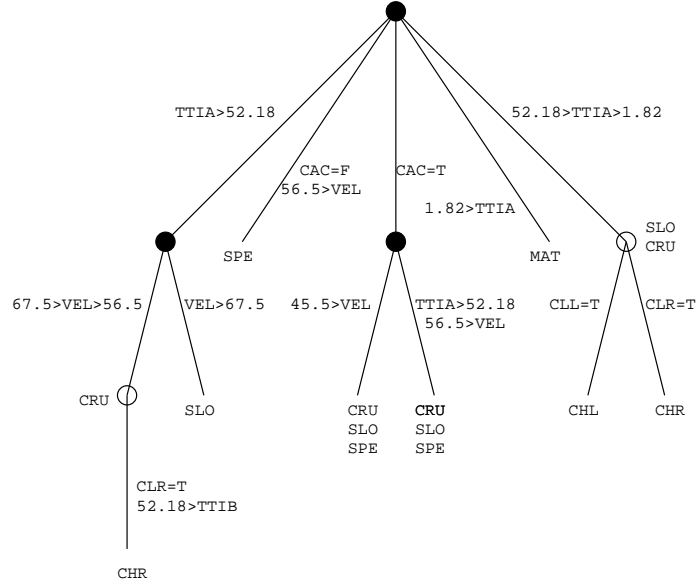 TTIA>52.18
52.18>TTIA>1.82
CAC=F
56.5>VEL
CAC=T
1.82>TTIA
SLO
CRU
SPE
MAT
67.5>VEL>56.5
VEL>67.5
45.5>VEL
TTIA>52.18
56.5>VEL
CLL=T
CLR=T
CRU
SLO
CRU
SLO
SPE
CRU
SLO
SPE
CHL
CHR
CLR=T
52.18>TTIB
CHR